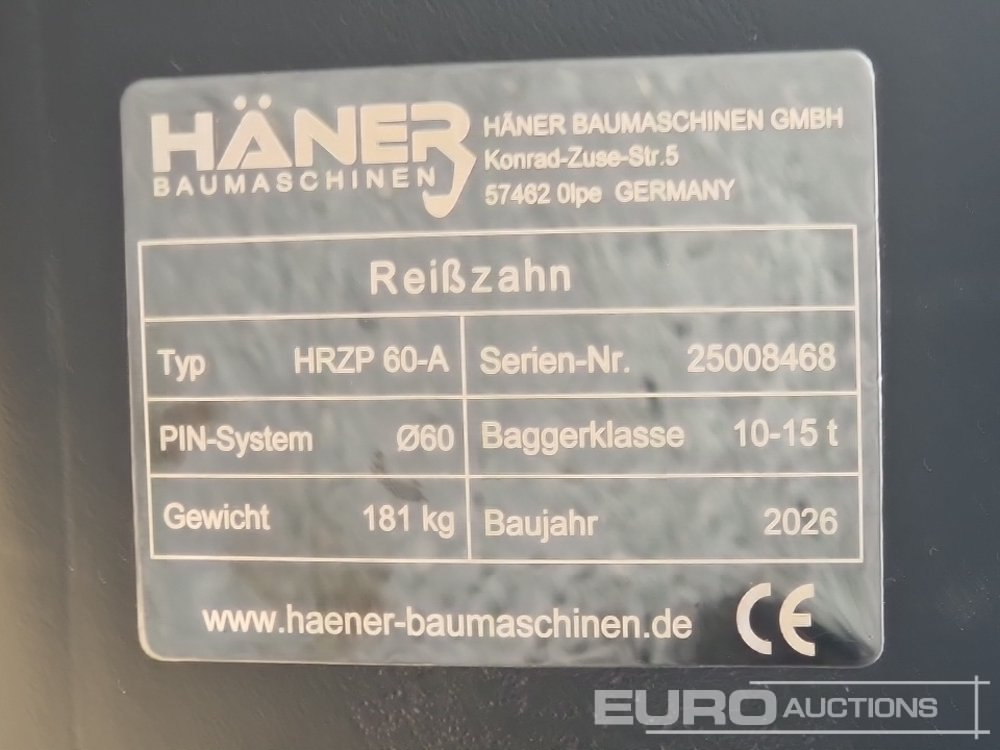 HÄNER
BAUMASCHINEN
HÄNER BAUMASCHINEN GMBH
Konrad-Zuse-Str.5
57462 Olpe GERMANY
Reißzahn
Typ HRZP 60-A Serien-Nr. 25008468
PIN-System Ø60 Baggerklasse 10-15 t
Gewicht 181 kg Baujahr 2026
www.haener-baumaschinen.de CE
EURO AUCTIONS